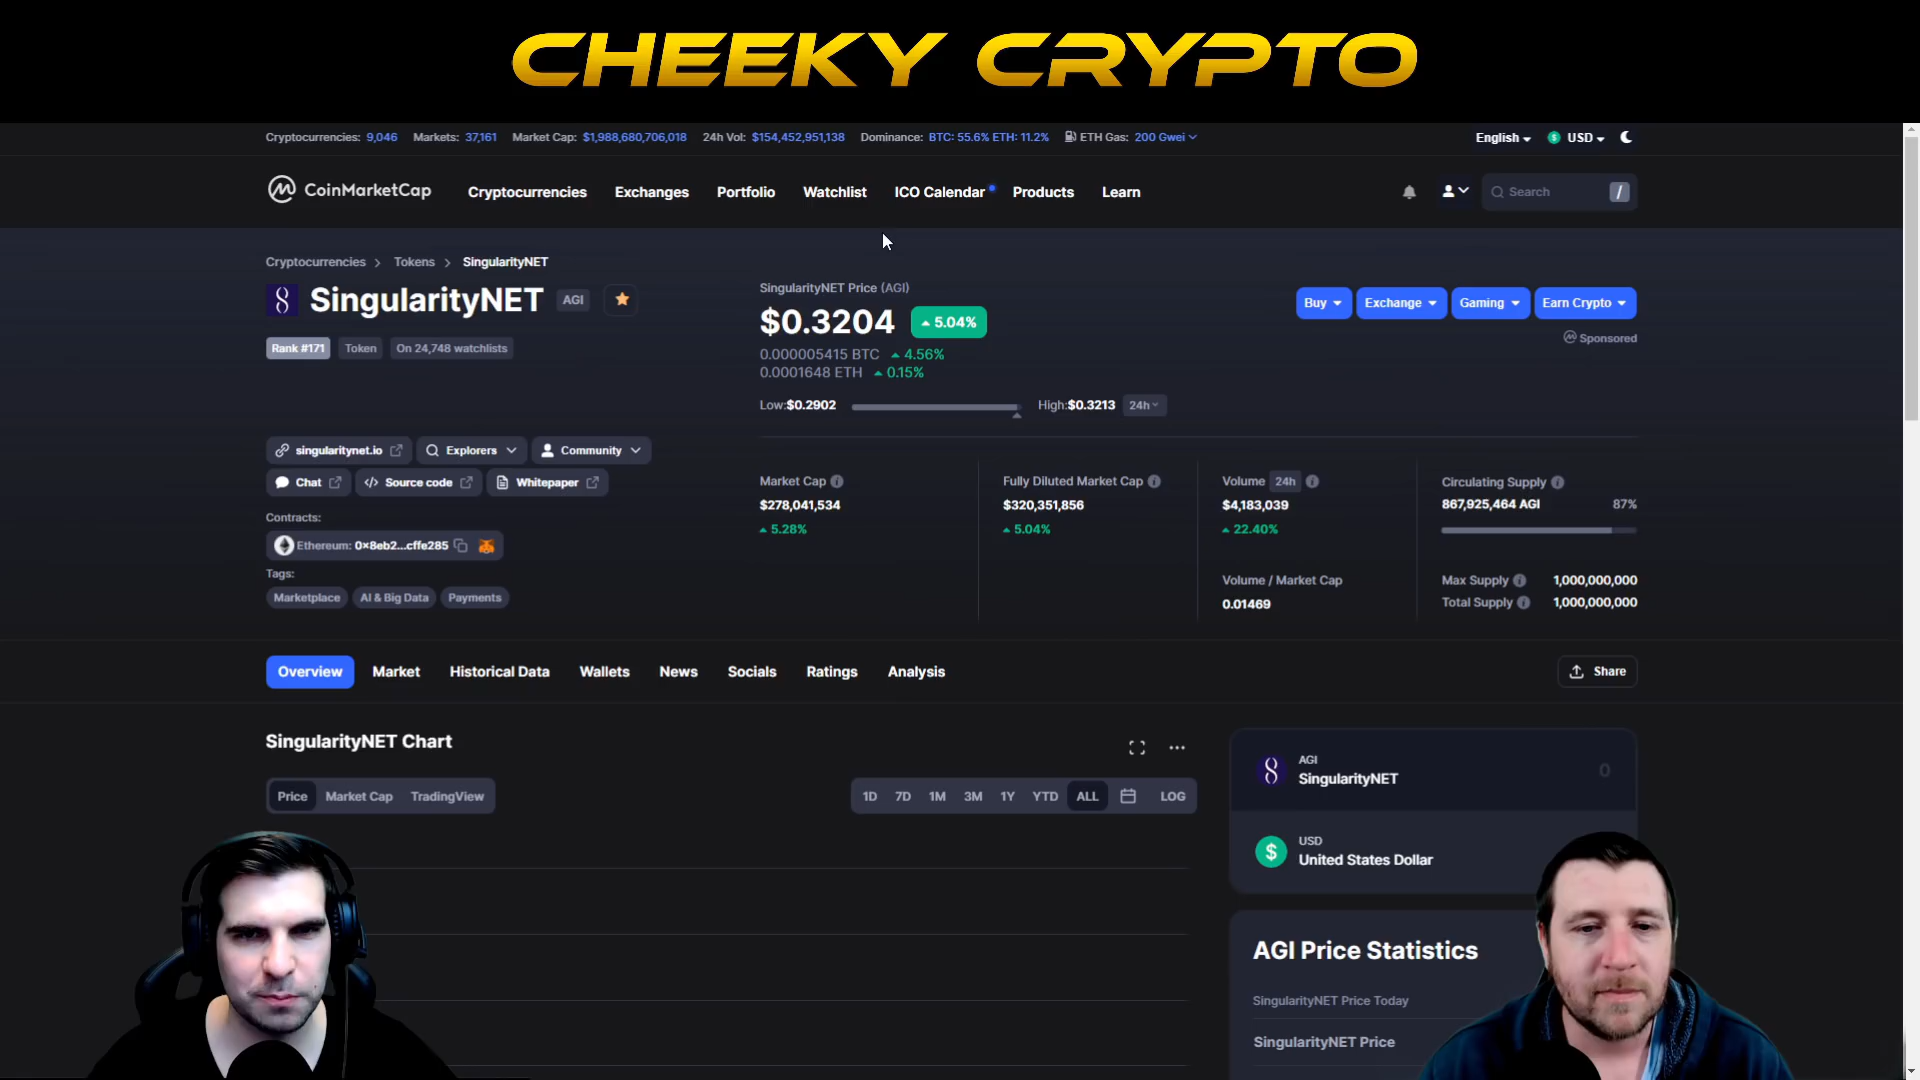 CHEEKY CRYPTO
Cryptocurrencies: 9,046 Markets: 37,161 Market Cap: $1,988,680,706,018 24h Vol: $154,452,951,138 Dominance: BTC: 55.6% ETH: 11.2% ETH Gas: 200 Gwei English USD
CoinMarketCap Cryptocurrencies Exchanges Portfolio Watchlist ICO Calendar Products Learn Search /
Cryptocurrencies > Tokens > SingularityNET
SingularityNET AGI
Rank #171 Token On 24,748 watchlists
SingularityNET Price (AGI)
$0.3204 5.04%
0.000005415 BTC 4.56%
0.0001648 ETH 0.15%
Low:$0.2902 High:$0.3213 24h
Buy Exchange Gaming Earn Crypto
Sponsored
singularitynet.io Explorers Community
Chat Source code Whitepaper
Contracts:
Ethereum: 0x8eb2...cffe285
Tags:
Marketplace AI & Big Data Payments
Market Cap
$278,041,534
5.28%
Fully Diluted Market Cap
$320,351,856
5.04%
Volume 24h
$4,183,039
22.40%
Volume / Market Cap
0.01469
Circulating Supply
867,925,464 AGI 87%
Max Supply 1,000,000,000
Total Supply 1,000,000,000
Overview Market Historical Data Wallets News Socials Ratings Analysis Share
SingularityNET Chart
Price Market Cap TradingView 1D 7D 1M 3M 1Y YTD ALL LOG
AGI
SingularityNET 0
USD
$ United States Dollar
AGI Price Statistics
SingularityNET Price Today
SingularityNET Price